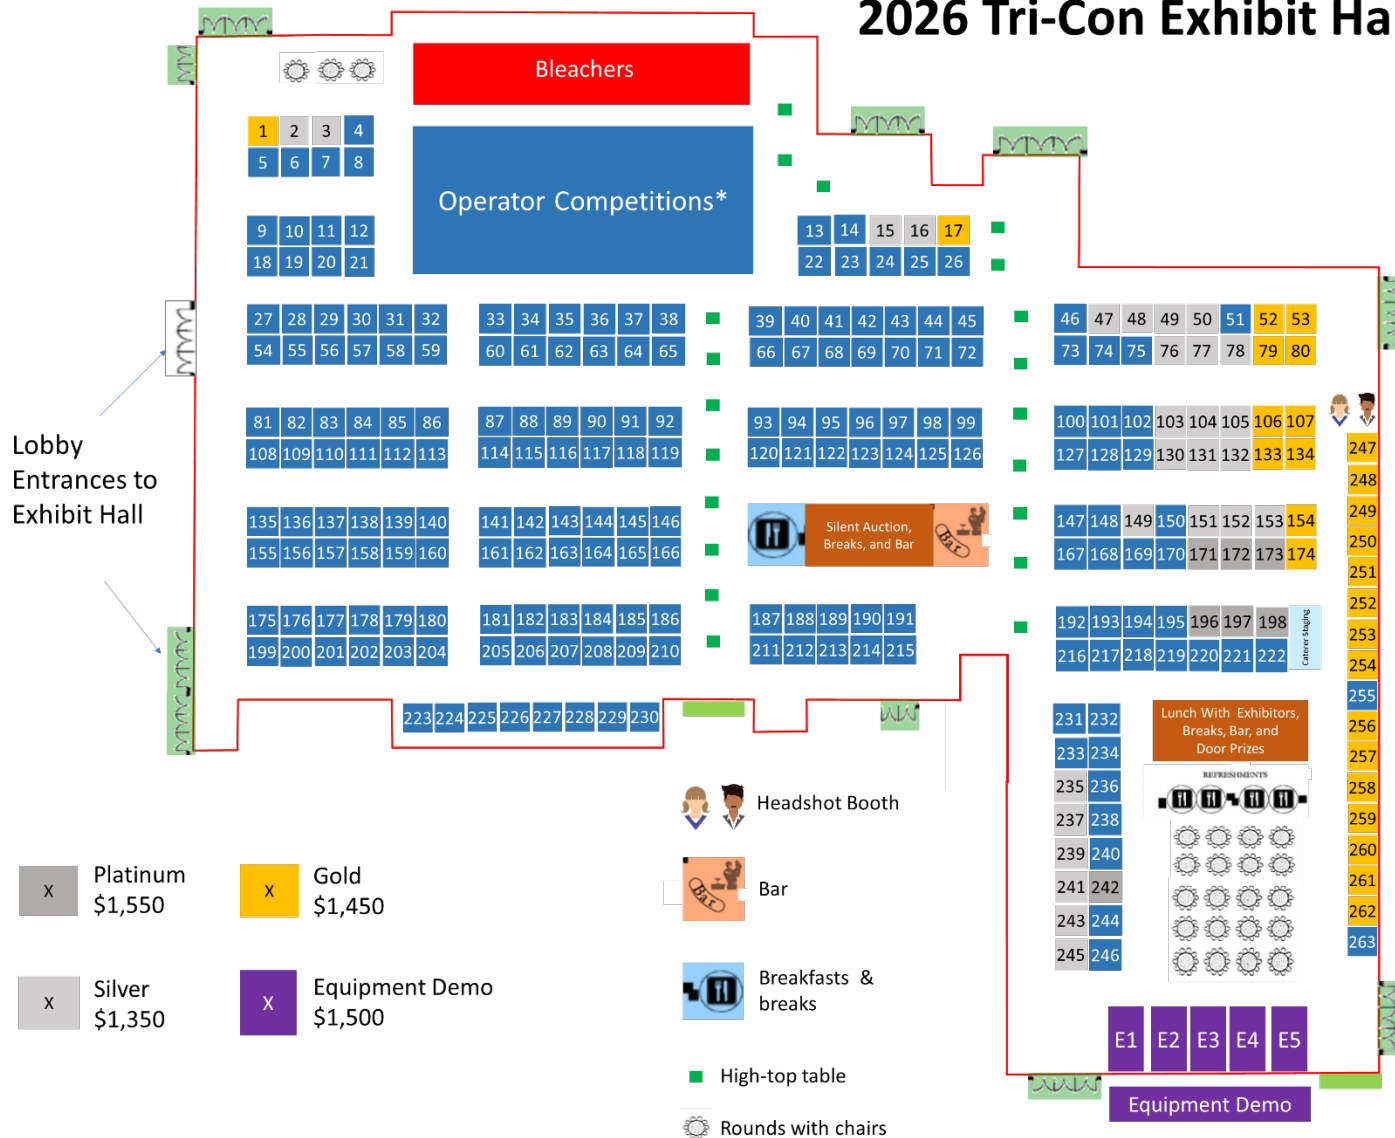 2026 Tri-Con Exhibit Ha
Bleachers
Operator Competitions*
1 2 3 4
5 6 7 8
9 10 11 12
18 19 20 21
13 14 15 16 17
22 23 24 25 26
27 28 29 30 31 32
54 55 56 57 58 59
33 34 35 36 37 38
60 61 62 63 64 65
39 40 41 42 43 44 45
66 67 68 69 70 71 72
46 47 48 49 50 51 52 53
73 74 75 76 77 78 79 80
81 82 83 84 85 86
108 109 110 111 112 113
87 88 89 90 91 92
114 115 116 117 118 119
93 94 95 96 97 98 99
120 121 122 123 124 125 126
100 101 102 103 104 105 106 107
127 128 129 130 131 132 133 134
Lobby
Entrances to
Exhibit Hall
135 136 137 138 139 140
155 156 157 158 159 160
141 142 143 144 145 146
161 162 163 164 165 166
Silent Auction,
Breaks, and Bar
Bar
147 148 149 150 151 152 153 154
167 168 169 170 171 172 173 174
175 176 177 178 179 180
199 200 201 202 203 204
181 182 183 184 185 186
205 206 207 208 209 210
187 188 189 190 191
211 212 213 214 215
192 193 194 195 196 197 198
216 217 218 219 220 221 222
Caterer Staging
223 224 225 226 227 228 229 230
231 232
233 234
235 236
237 238
239 240
241 242
243 244
245 246
Lunch With Exhibitors,
Breaks, Bar, and
Door Prizes
REFRESHMENTS
247
248
249
250
251
252
253
254
255
256
257
258
259
260
261
262
263
E1 E2 E3 E4 E5
Equipment Demo
Headshot Booth
Bar
Bar
Breakfasts &
breaks
High-top table
Rounds with chairs
X
Platinum
$1,550
X
Gold
$1,450
X
Silver
$1,350
X
Equipment Demo
$1,500